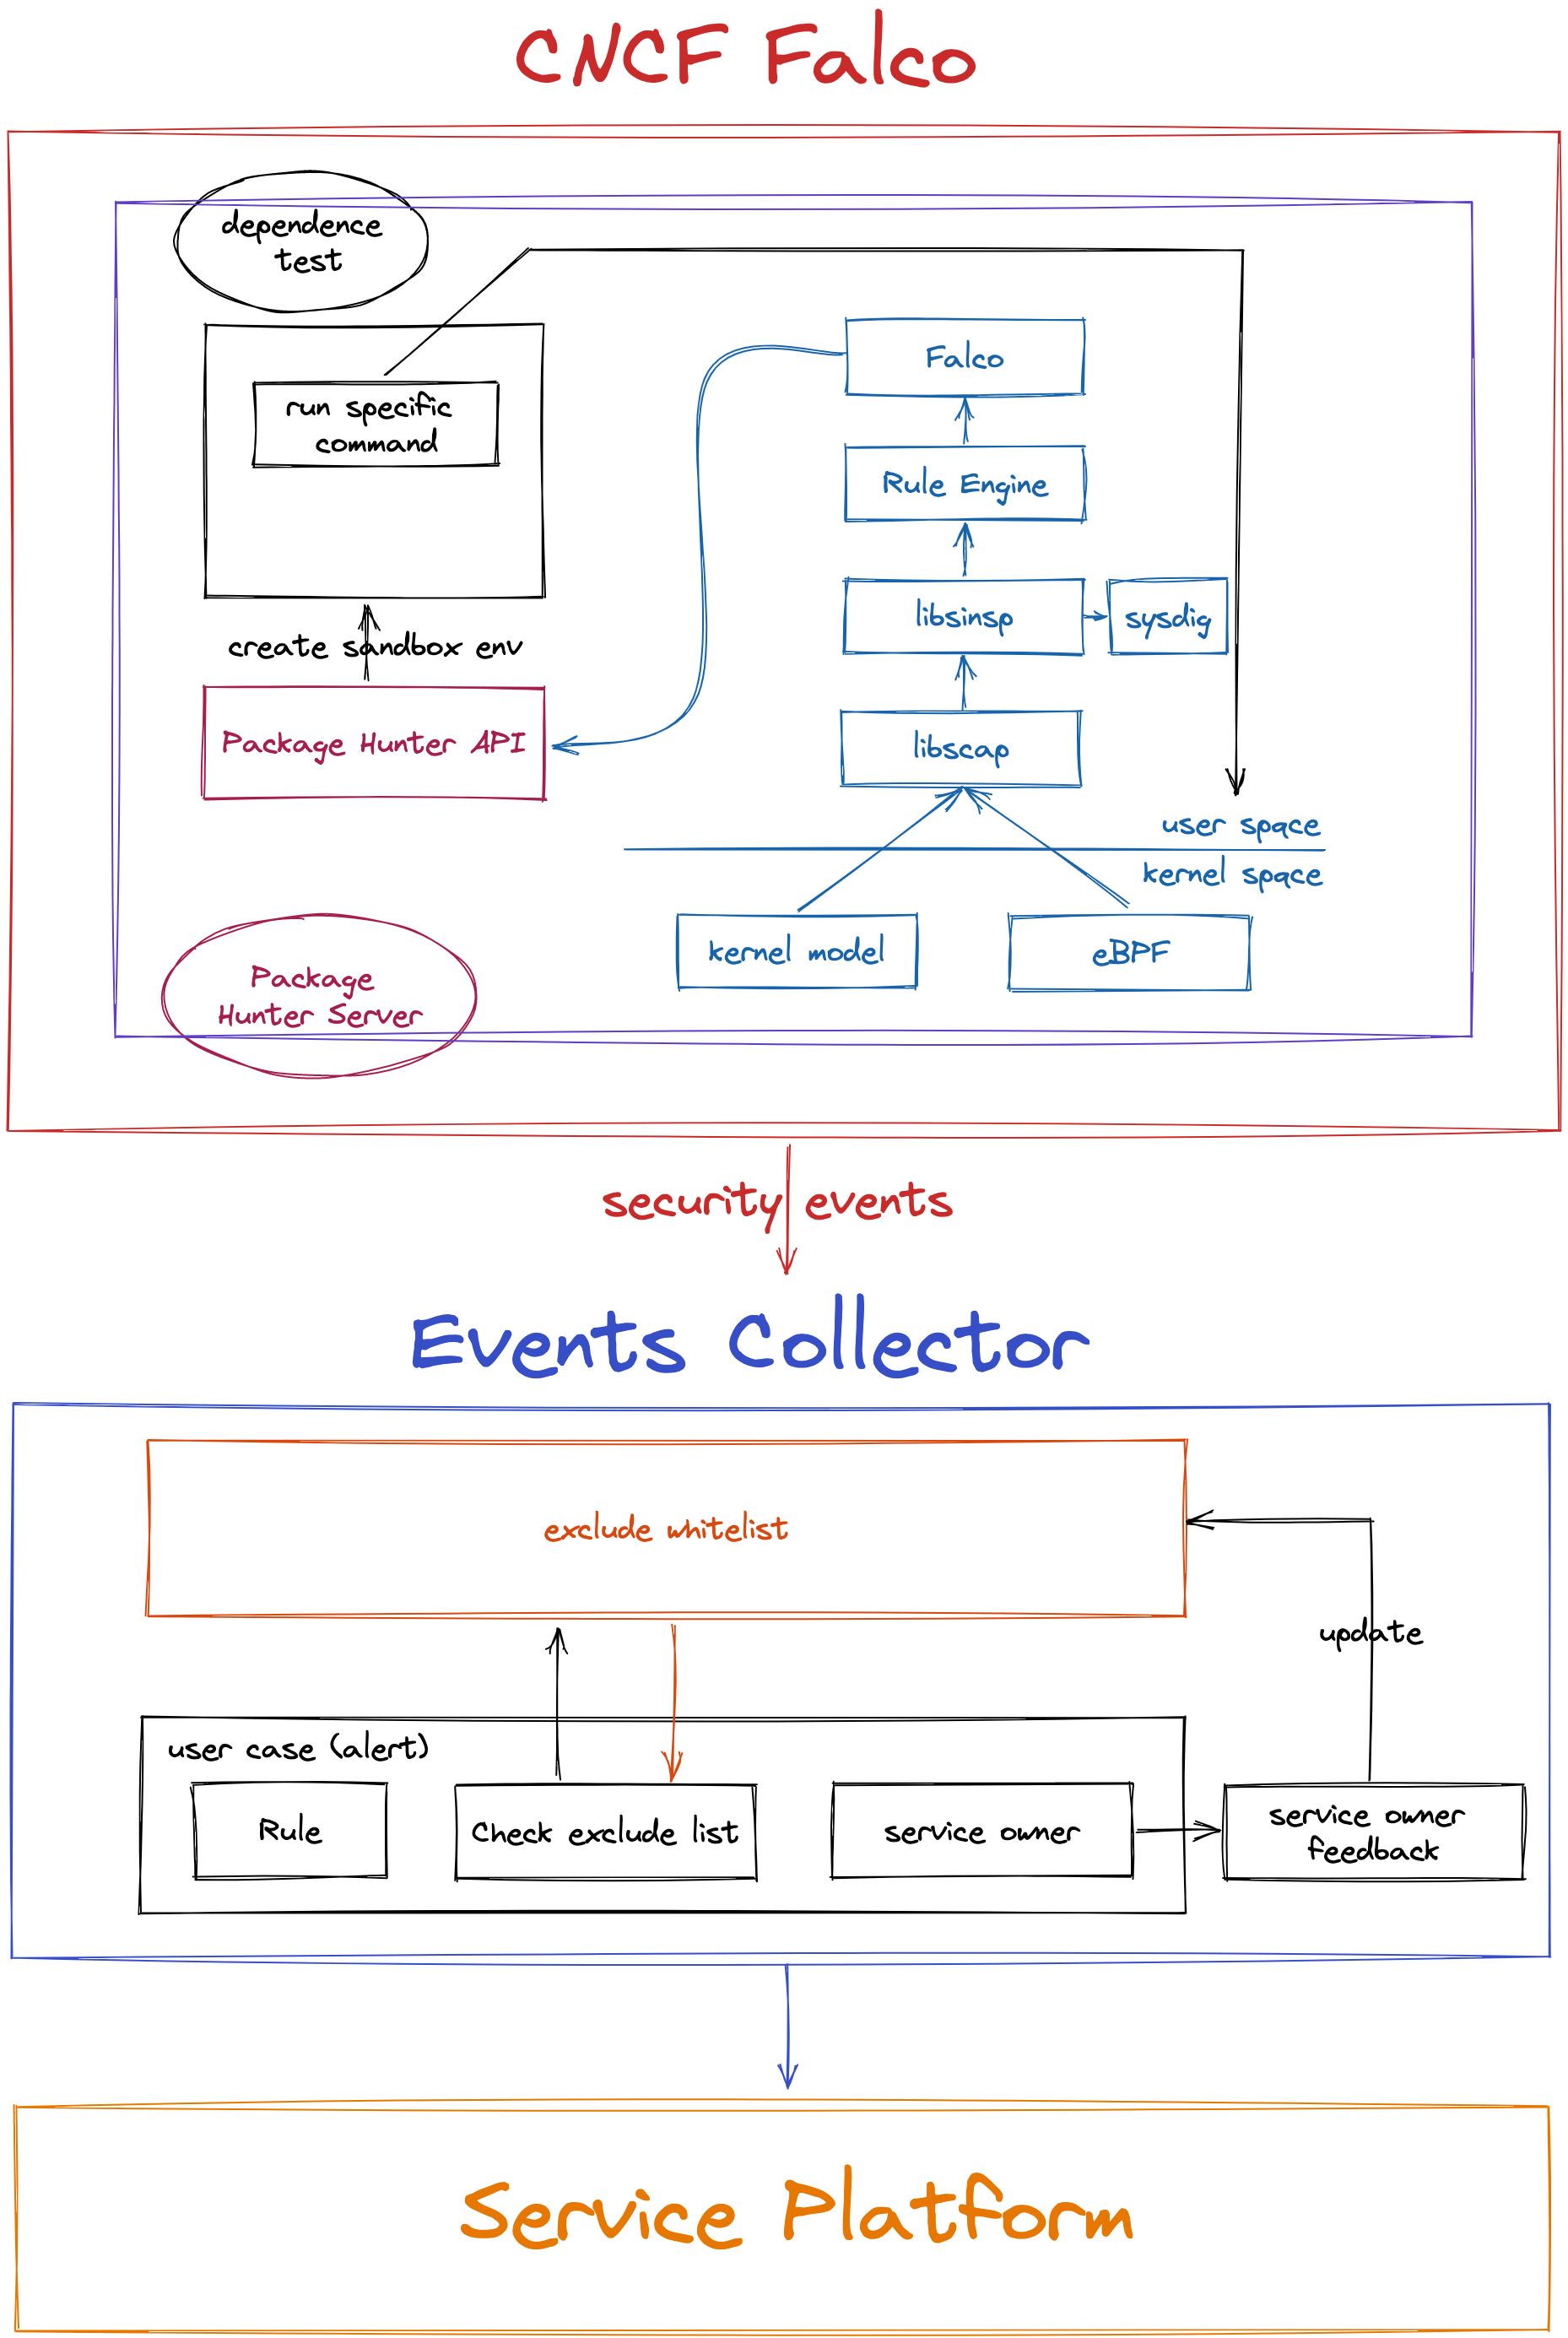 CNCF Falco
dependence
test
run specific
command
create sandbox env
Package Hunter API
Falco
Rule Engine
libsinsp
sysdig
libscap
user space
kernel space
kernel model
eBPF
Package
Hunter Server
security events
Events Collector
exclude whitelist
update
user case (alert)
Rule
Check exclude list
service owner
service owner
feedback
Service Platform